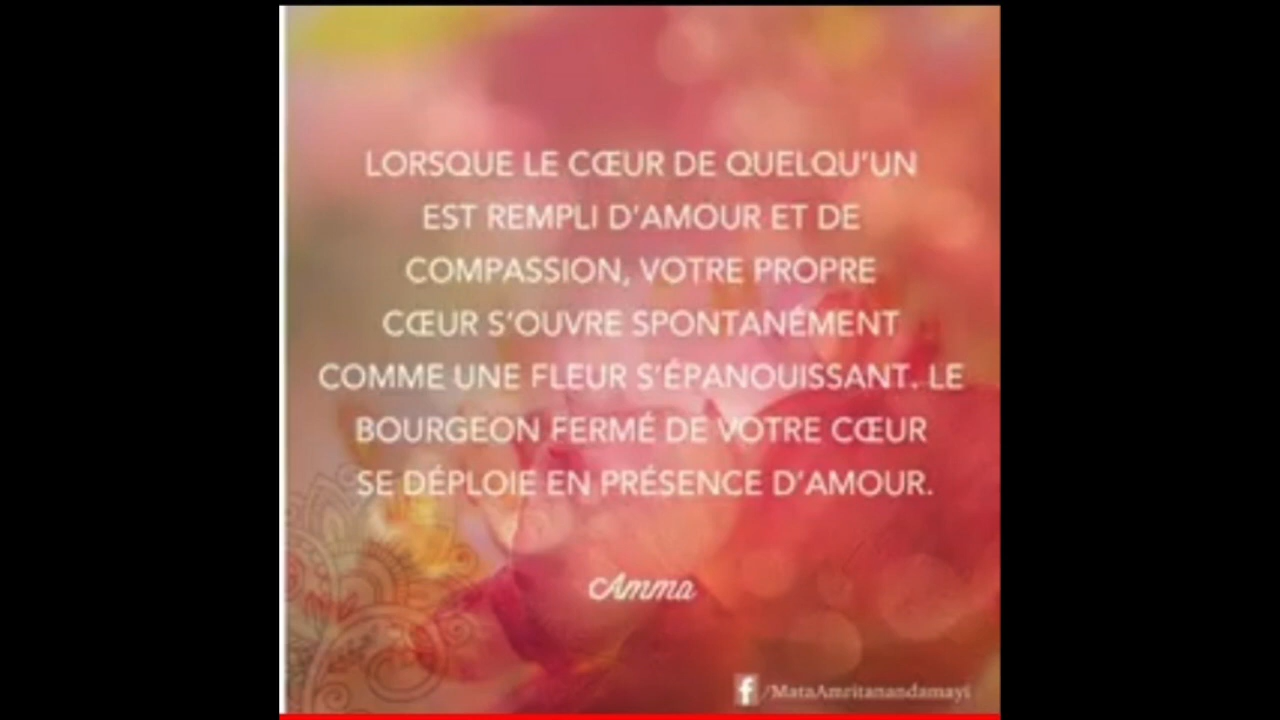 LORSQUE LE CŒUR DE QUELQU'UN
EST REMPLI D'AMOUR ET DE
COMPASSION, VOTRE PROPRE
CŒUR S'OUVRE SPONTANÉMENT
COMME UNE FLEUR S'ÉPANOUISSANT. LE
BOURGEON FERMÉ DE VOTRE CŒUR
SE DÉPLOIE EN PRÉSENCE D'AMOUR.
Amma
f/MataAmritanandamayi